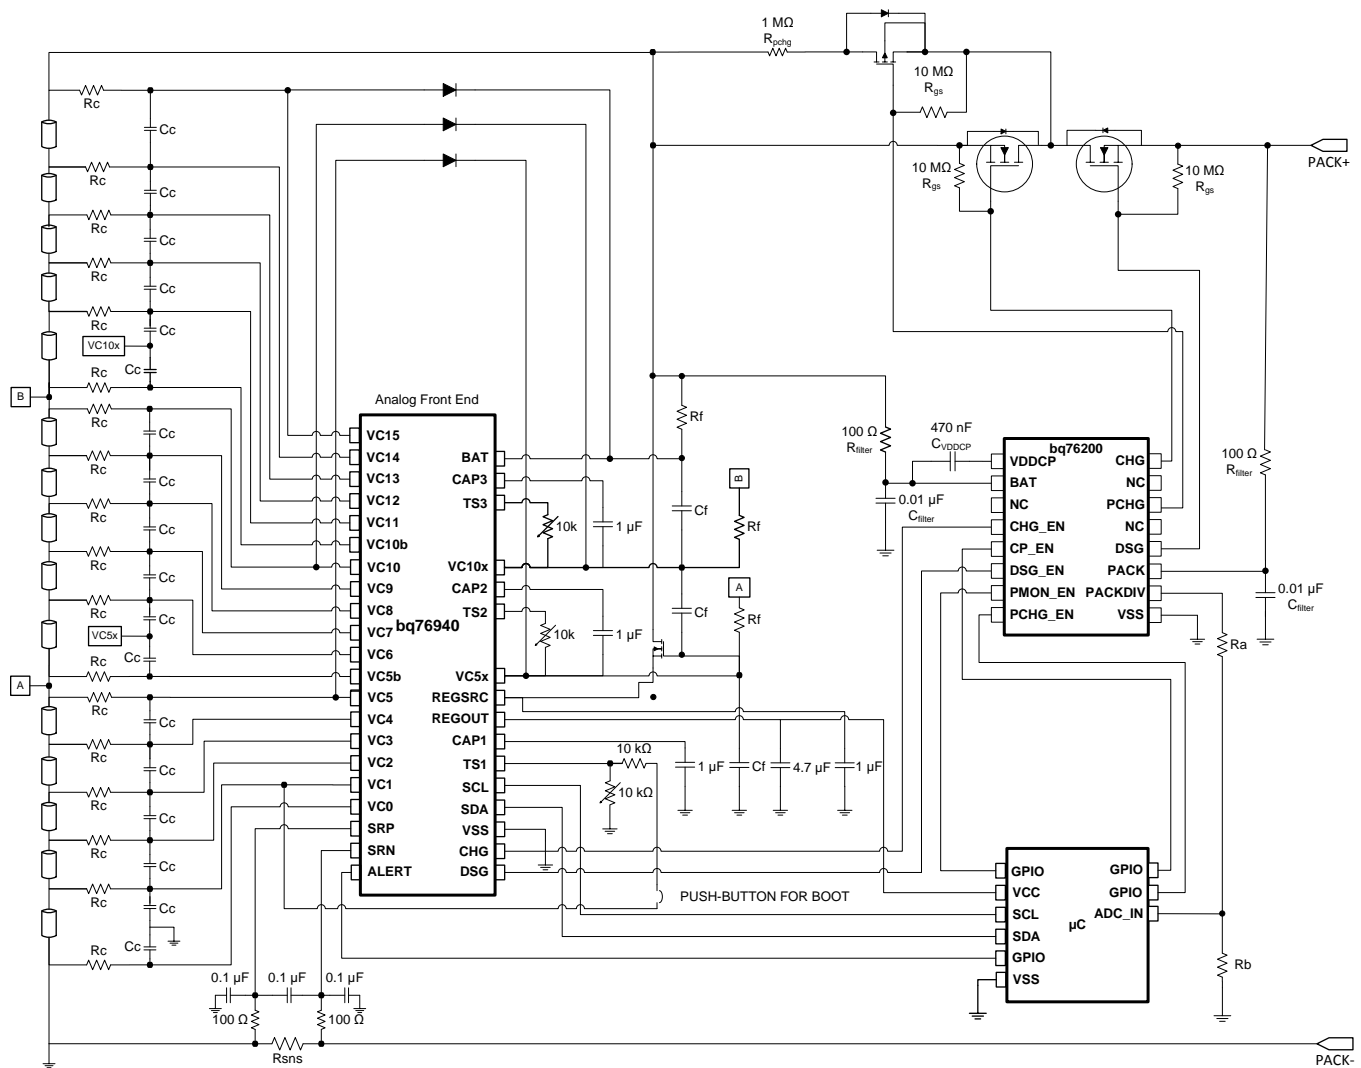 1 MΩ
Rpchg
10 MΩ
Rgs
Rc
Cc
PACK+
Rc
10 MΩ
Rgs
10 MΩ
Rgs
Cc
Rc
Cc
Rc
Cc
Rc
Cc
VC10x
Cc
Rc
B
Analog Front End
Rc
Cc
Rc
Cc
Rc
Cc
Rc
Cc
Rc
Cc
VC5x
Cc
Rc
A
Rc
Cc
Rc
Cc
Rc
Cc
Rc
Cc
Rc
Cc
Cc
Rc
VC15
VC14
VC13
VC12
VC11
VC10b
VC10
VC9
VC8
VC7
VC6
VC5b
VC5
VC4
VC3
VC2
VC1
VC0
SRP
SRN
ALERT
bq76940
BAT
CAP3
TS3
VC10x
CAP2
TS2
VC5x
REGSRC
REGOUT
CAP1
TS1
SCL
SDA
VSS
CHG
DSG
Rf
Cf
10k
1 µF
B
Rf
A
Rf
Cf
10k
1 µF
10 kΩ
10 kΩ
1 µF
Cf
4.7 µF
1 µF
PUSH-BUTTON FOR BOOT
100 Ω
Rfilter
470 nF
CVDDCP
0.01 µF
Cfilter
bq76200
VDDCP
BAT
NC
CHG_EN
CP_EN
DSG_EN
PMON_EN
PCHG_EN
CHG
NC
PCHG
NC
DSG
PACK
PACKDIV
VSS
100 Ω
Rfilter
0.01 µF
Cfilter
Ra
GPIO
VCC
SCL
SDA
GPIO
VSS
µC
GPIO
GPIO
ADC_IN
Rb
0.1 µF
0.1 µF
0.1 µF
100 Ω
100 Ω
Rsns
PACK-